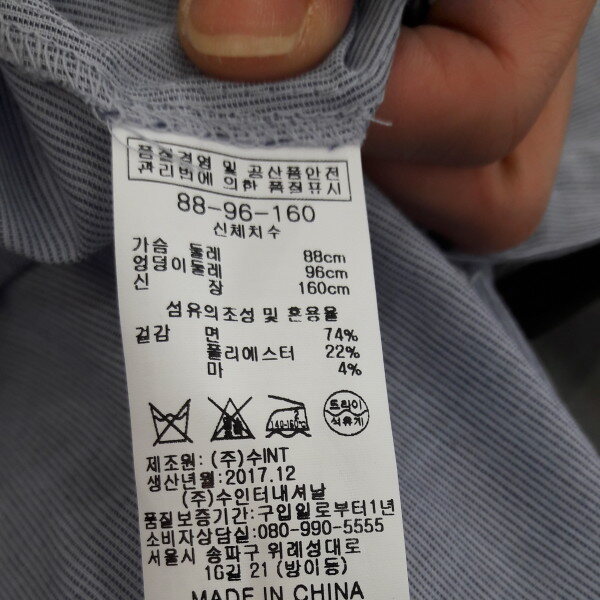 품질경영 및 공산품안전
관리법에 의한 품질표시
88-96-160
신체치수
가슴 둘레 88cm
엉덩이둘레 96cm
신 장 160cm
섬유의조성 및 혼용율
겉감 면 74%
폴리에스터 22%
마 4%
140-160℃
드라이
석유계
제조원: (주)수INT
생산년월:2017.12
(주)수인터내셔날
품질보증기간:구입일로부터1년
소비자상담실:080-990-5555
서울시 송파구 위례성대로
16길 21 (방이동)
MADE IN CHINA